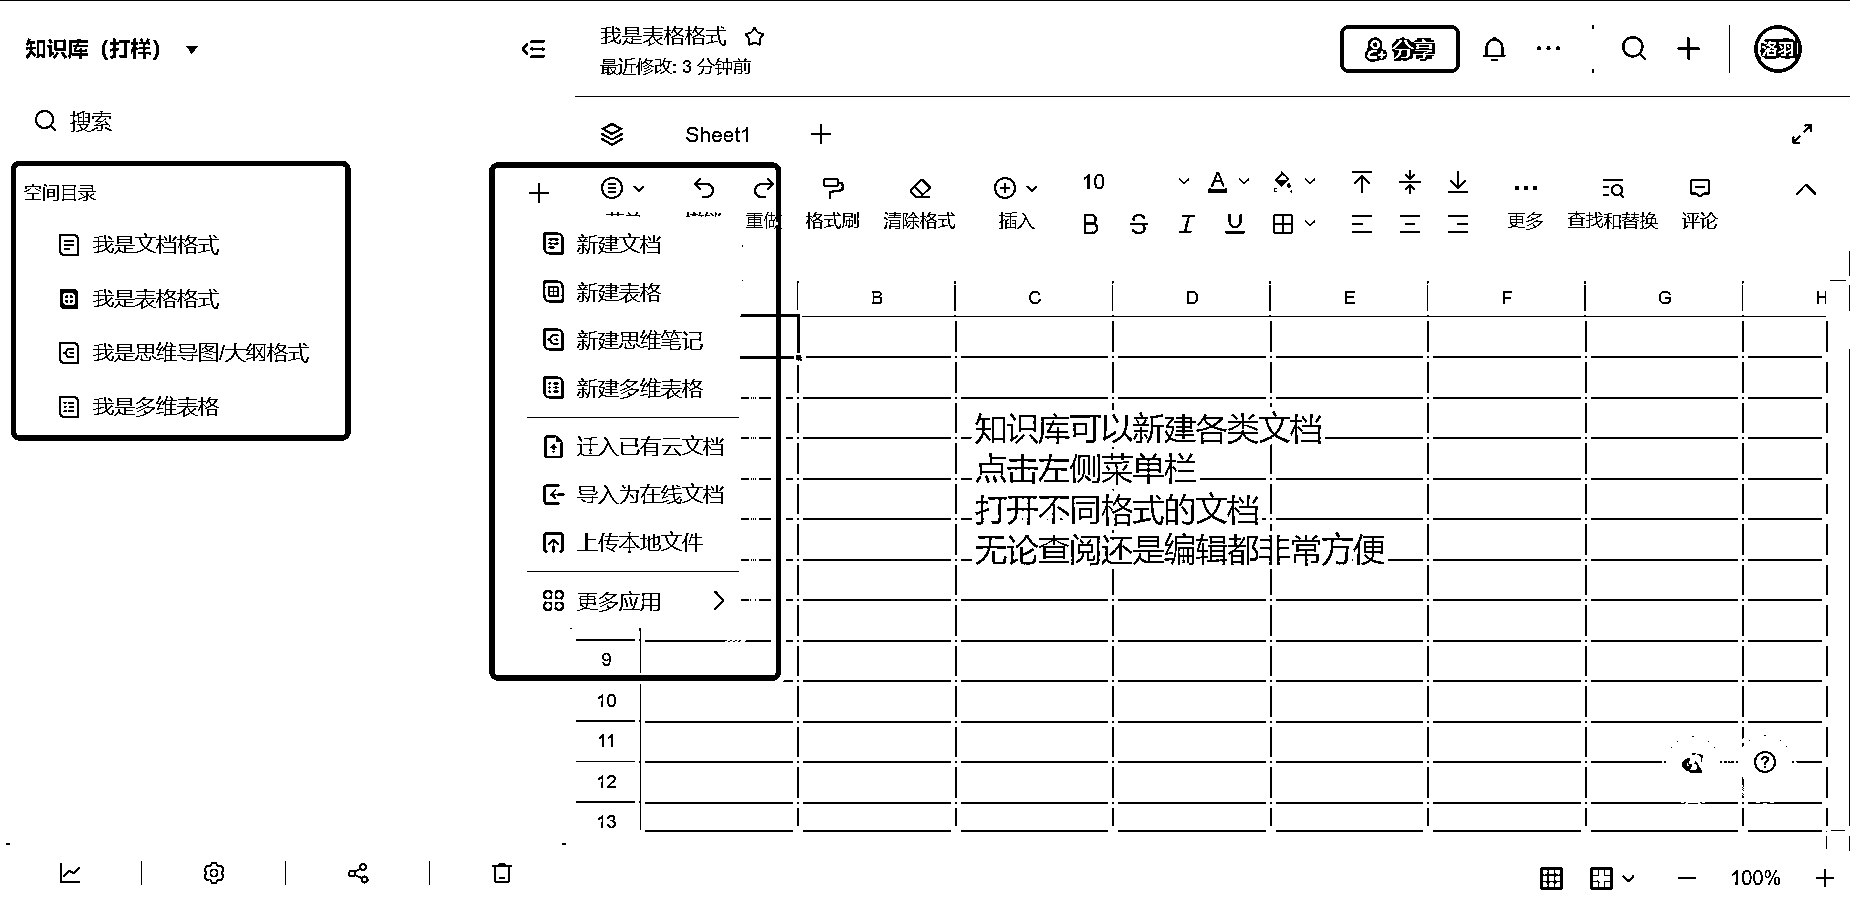 知识库（打样）
搜索
空间目录
我是文档格式
我是表格格式
我是思维导图/大纲格式
我是多维表格
我是表格格式
最近修改: 3 分钟前
分享
洛羽
Sheet1
重做
格式刷
清除格式
插入
10
更多
查找和替换
评论
新建文档
新建表格
新建思维笔记
新建多维表格
迁入已有云文档
导入为在线文档
上传本地文件
更多应用
B C D E F G H
知识库可以新建各类文档
点击左侧菜单栏
打开不同格式的文档
无论查阅还是编辑都非常方便
9
10
11
12
13
100%